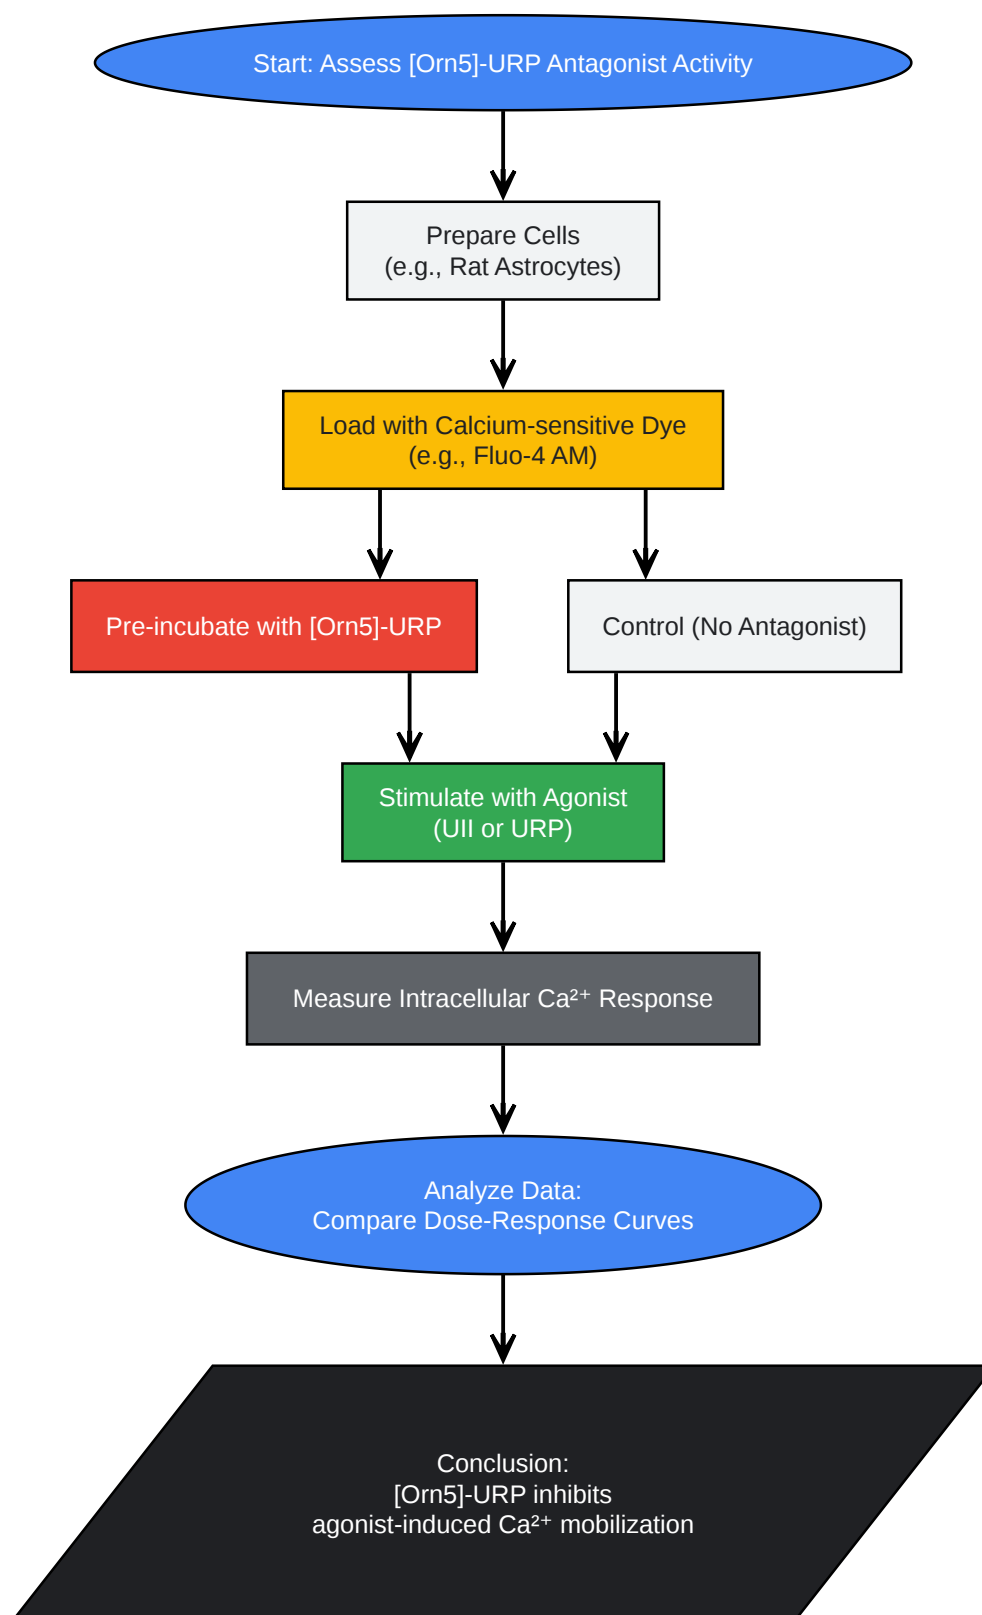 Start: Assess [Orn5]-URP Antagonist Activity
Prepare Cells
(e.g., Rat Astrocytes)
Load with Calcium-sensitive Dye
(e.g., Fluo-4 AM)
Pre-incubate with [Orn5]-URP
Control (No Antagonist)
Stimulate with Agonist
(UII or URP)
Measure Intracellular Ca²⁺ Response
Analyze Data:
Compare Dose-Response Curves
Conclusion:
[Orn5]-URP inhibits
agonist-induced Ca²⁺ mobilization